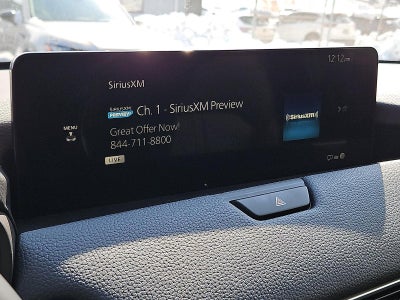 12:12
SiriusXM
SIRIUSXM
PREVIEW
Ch. 1 - SiriusXM Preview
Great Offer Now!
844-711-8800
LIVE
MENU
SiriusXM